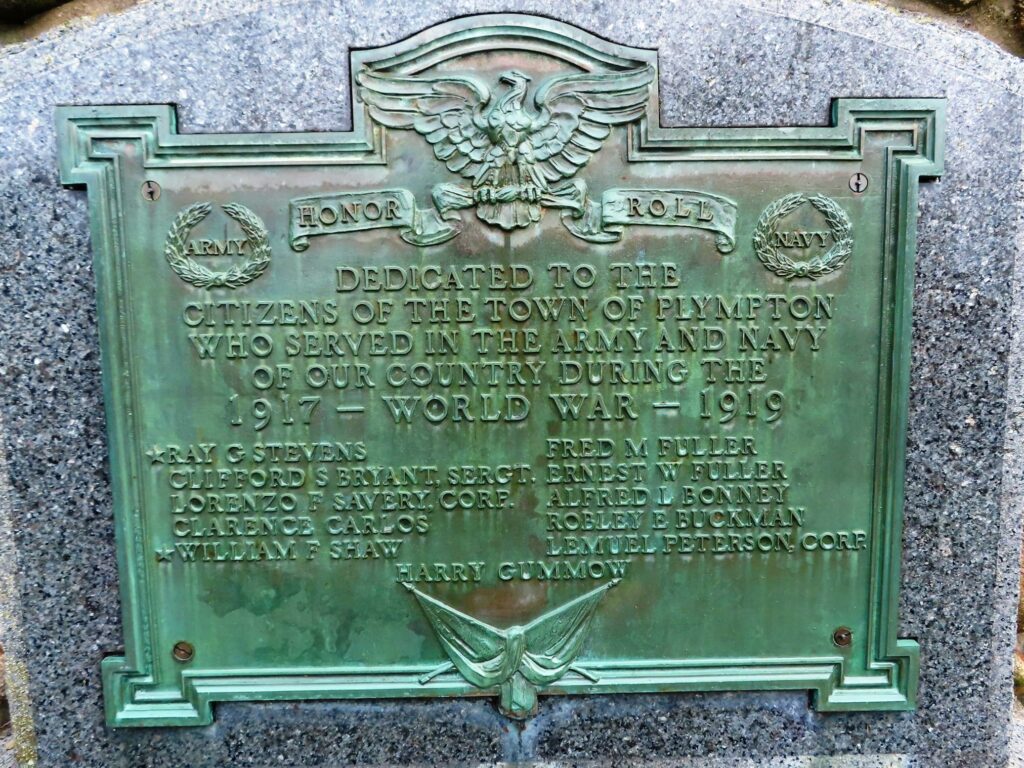 HONOR ROLL
ARMY
NAVY
DEDICATED TO THE
CITIZENS OF THE TOWN OF PLYMPTON
WHO SERVED IN THE ARMY AND NAVY
OF OUR COUNTRY DURING THE
1917 — WORLD WAR — 1919
★RAY G STEVENS
CLIFFORD S BRYANT, SERGT.
LORENZO F SAVERY, CORP.
CLARENCE CARLOS
★WILLIAM F SHAW
FRED M FULLER
ERNEST W FULLER
ALFRED L BONNEY
ROBLEY E BUCKMAN
LEMUEL PETERSON, CORP.
HARRY GUMMOW